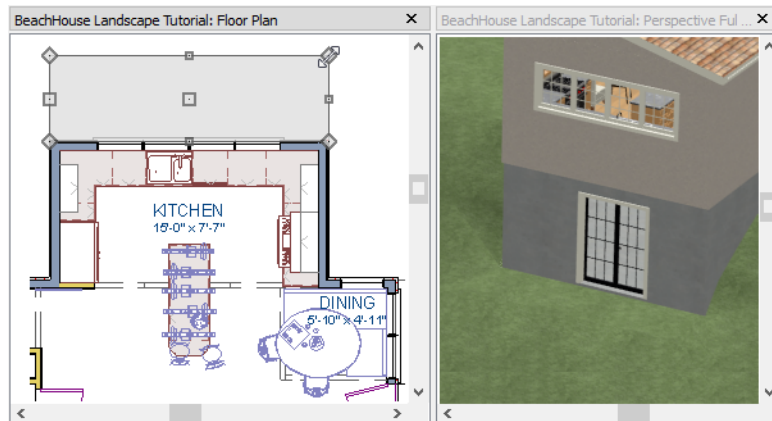 BeachHouse Landscape Tutorial: Floor Plan
BeachHouse Landscape Tutorial: Perspective Ful ...
KITCHEN
15'-0" x 7'-7"
DINING
5'-10" x 4'-11"